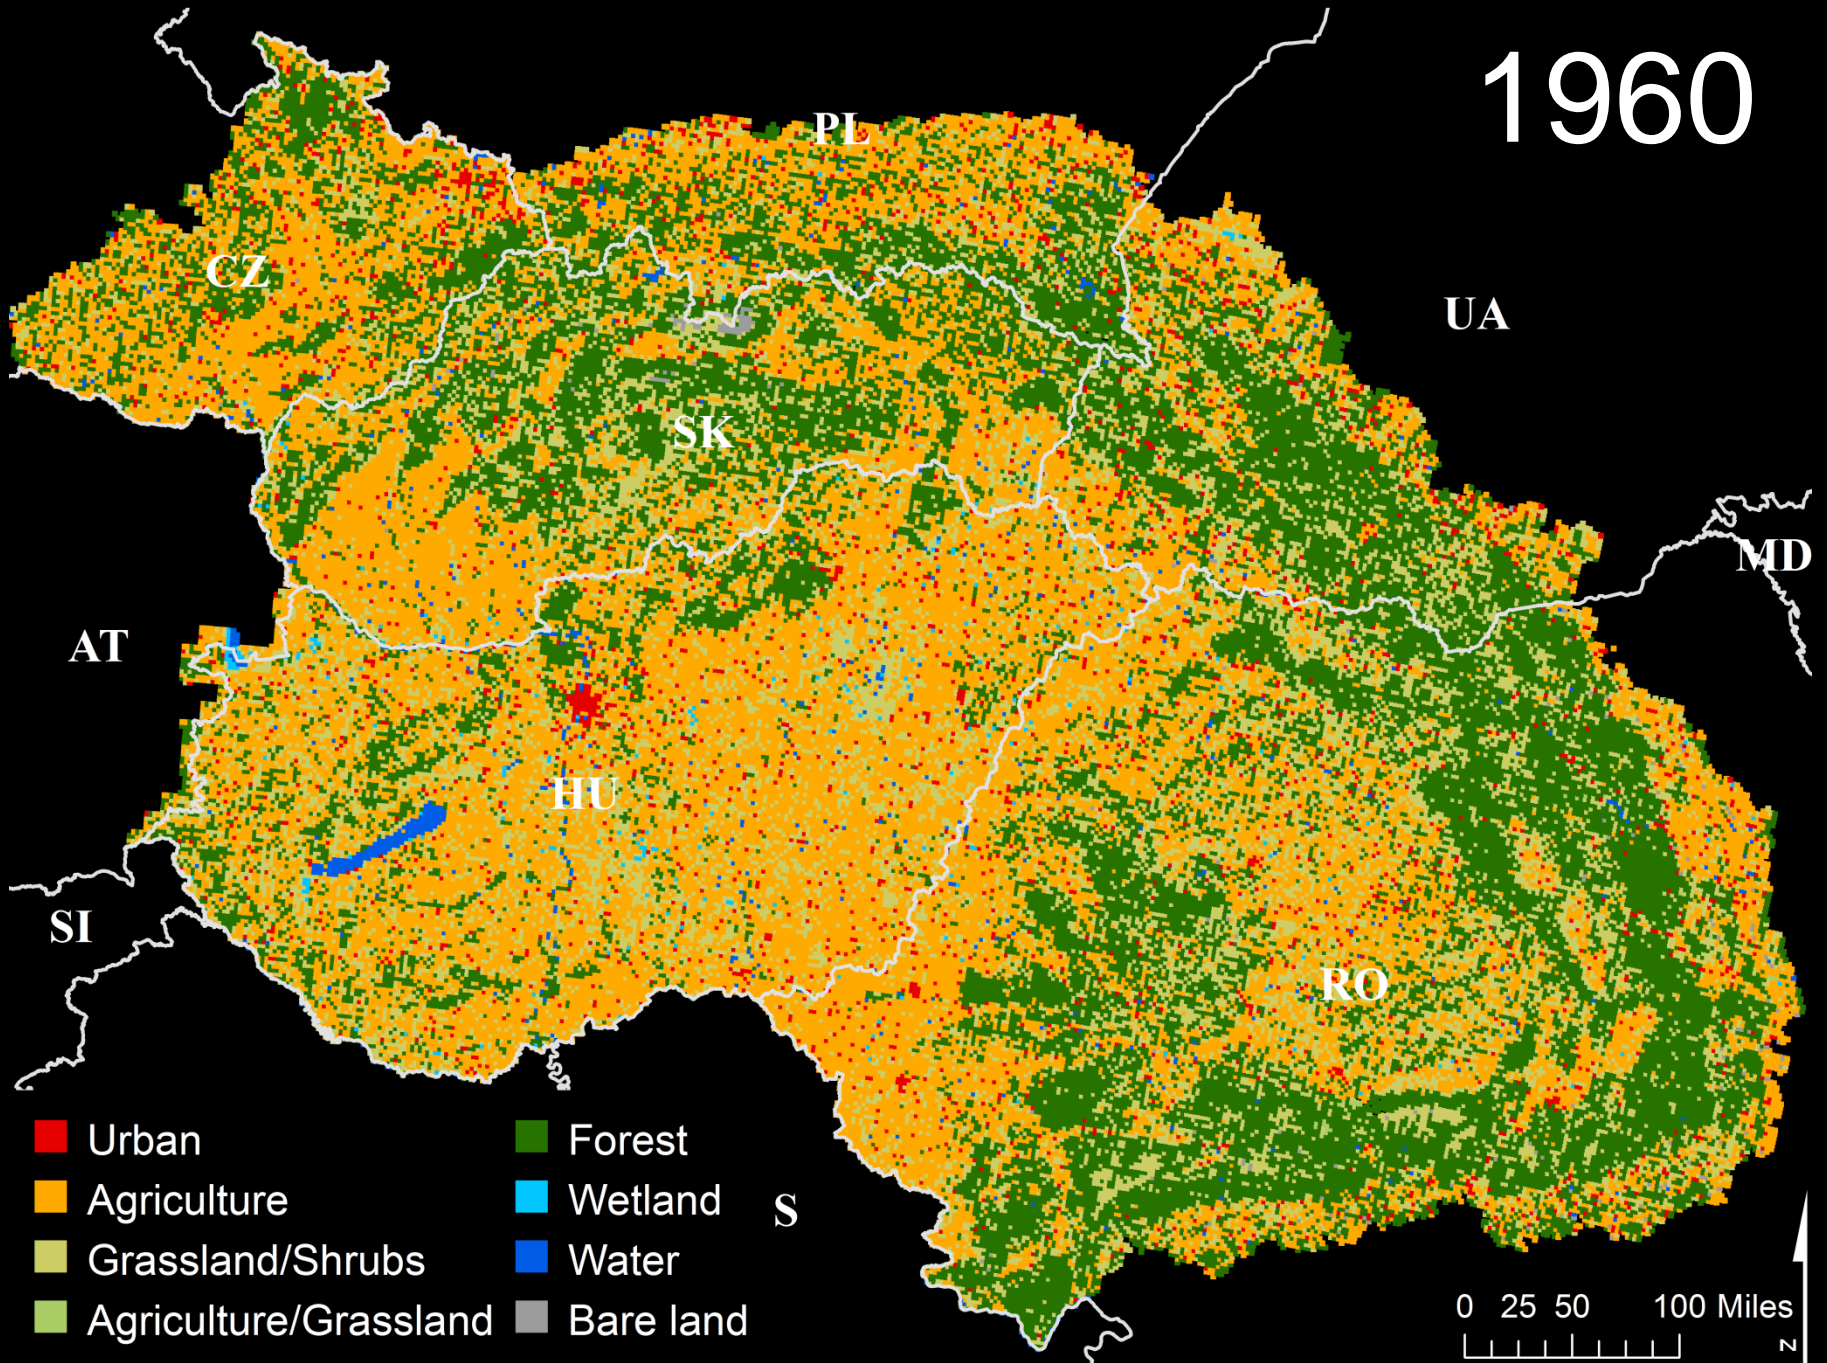 1960
PL
CZ
UA
SK
MD
AT
HU
SI
RO
S
Urban
Agriculture
Grassland/Shrubs
Agriculture/Grassland
Forest
Wetland
Water
Bare land
0 25 50 100 Miles
N